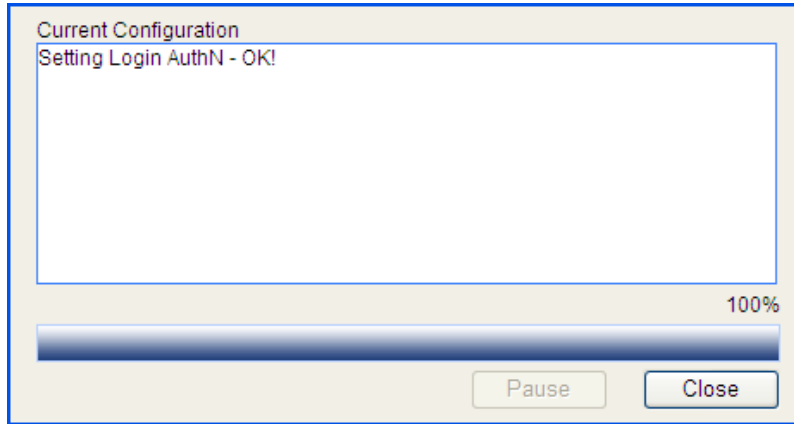 Current Configuration
Setting Login AuthN - OK!
100%
Pause
Close